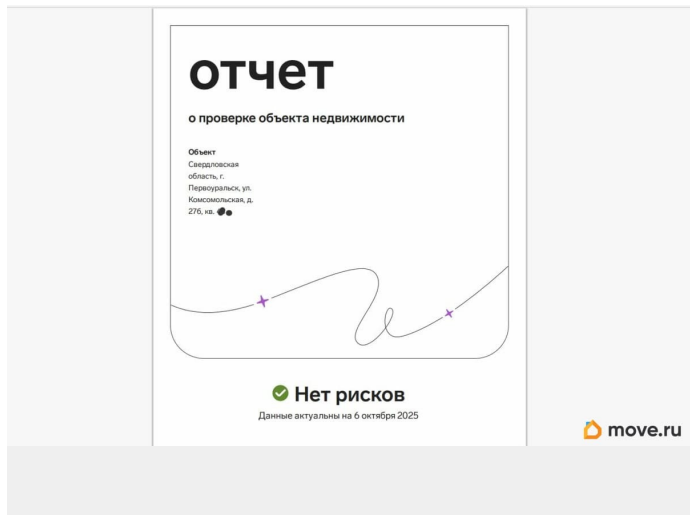 отчет
о проверке объекта недвижимости
Объект
Свердловская
область, г.
Первоуральск, ул.
Комсомольская, д.
27б, кв.
Нет рисков
Данные актуальны на 6 октября 2025
move.ru